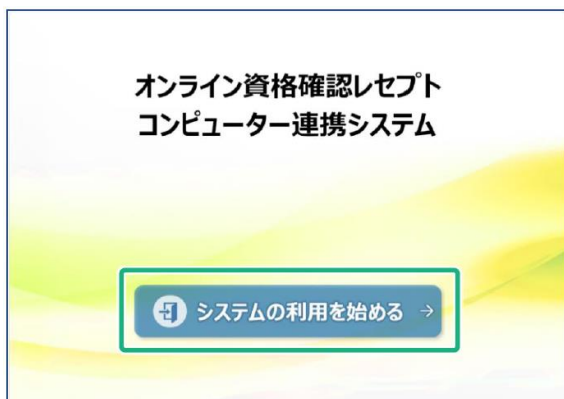 オンライン資格確認レセプト
コンピューター連携システム
システムの利用を始める →